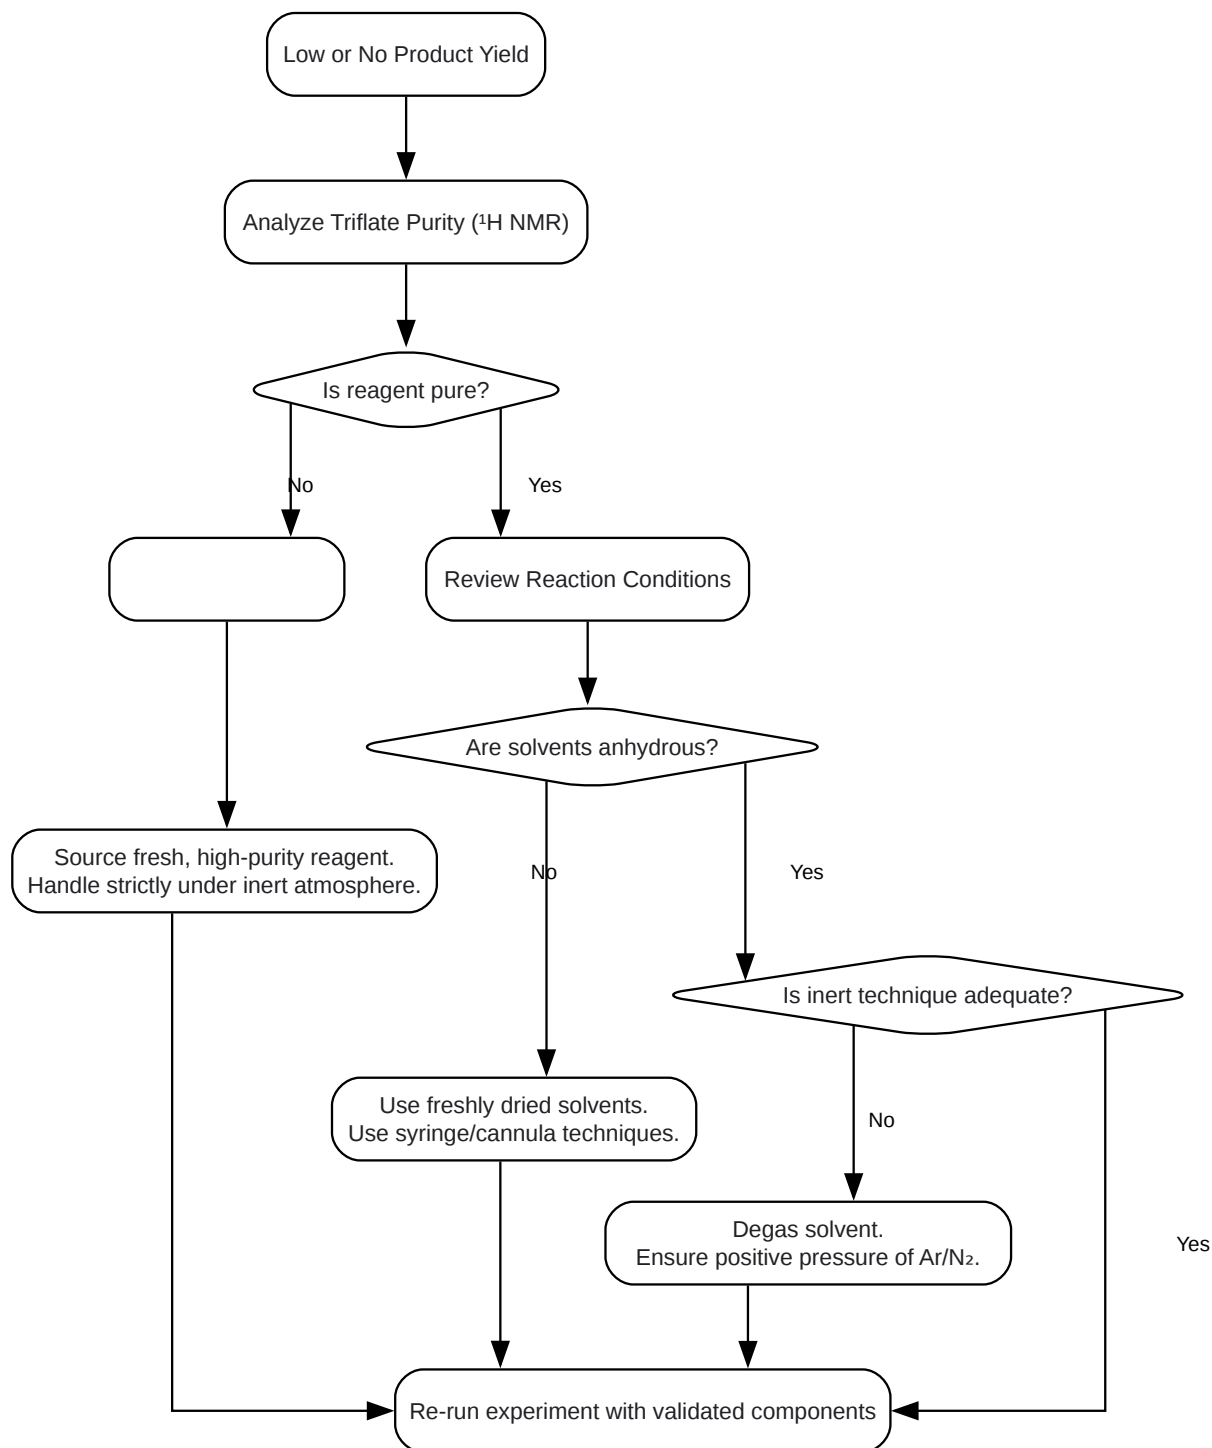 Low or No Product Yield
Analyze Triflate Purity (¹H NMR)
Is reagent pure?
No
Yes
Review Reaction Conditions
Are solvents anhydrous?
Source fresh, high-purity reagent.
Handle strictly under inert atmosphere.
No
Yes
Is inert technique adequate?
Use freshly dried solvents.
Use syringe/cannula techniques.
No
Degas solvent.
Ensure positive pressure of Ar/N₂.
Yes
Re-run experiment with validated components